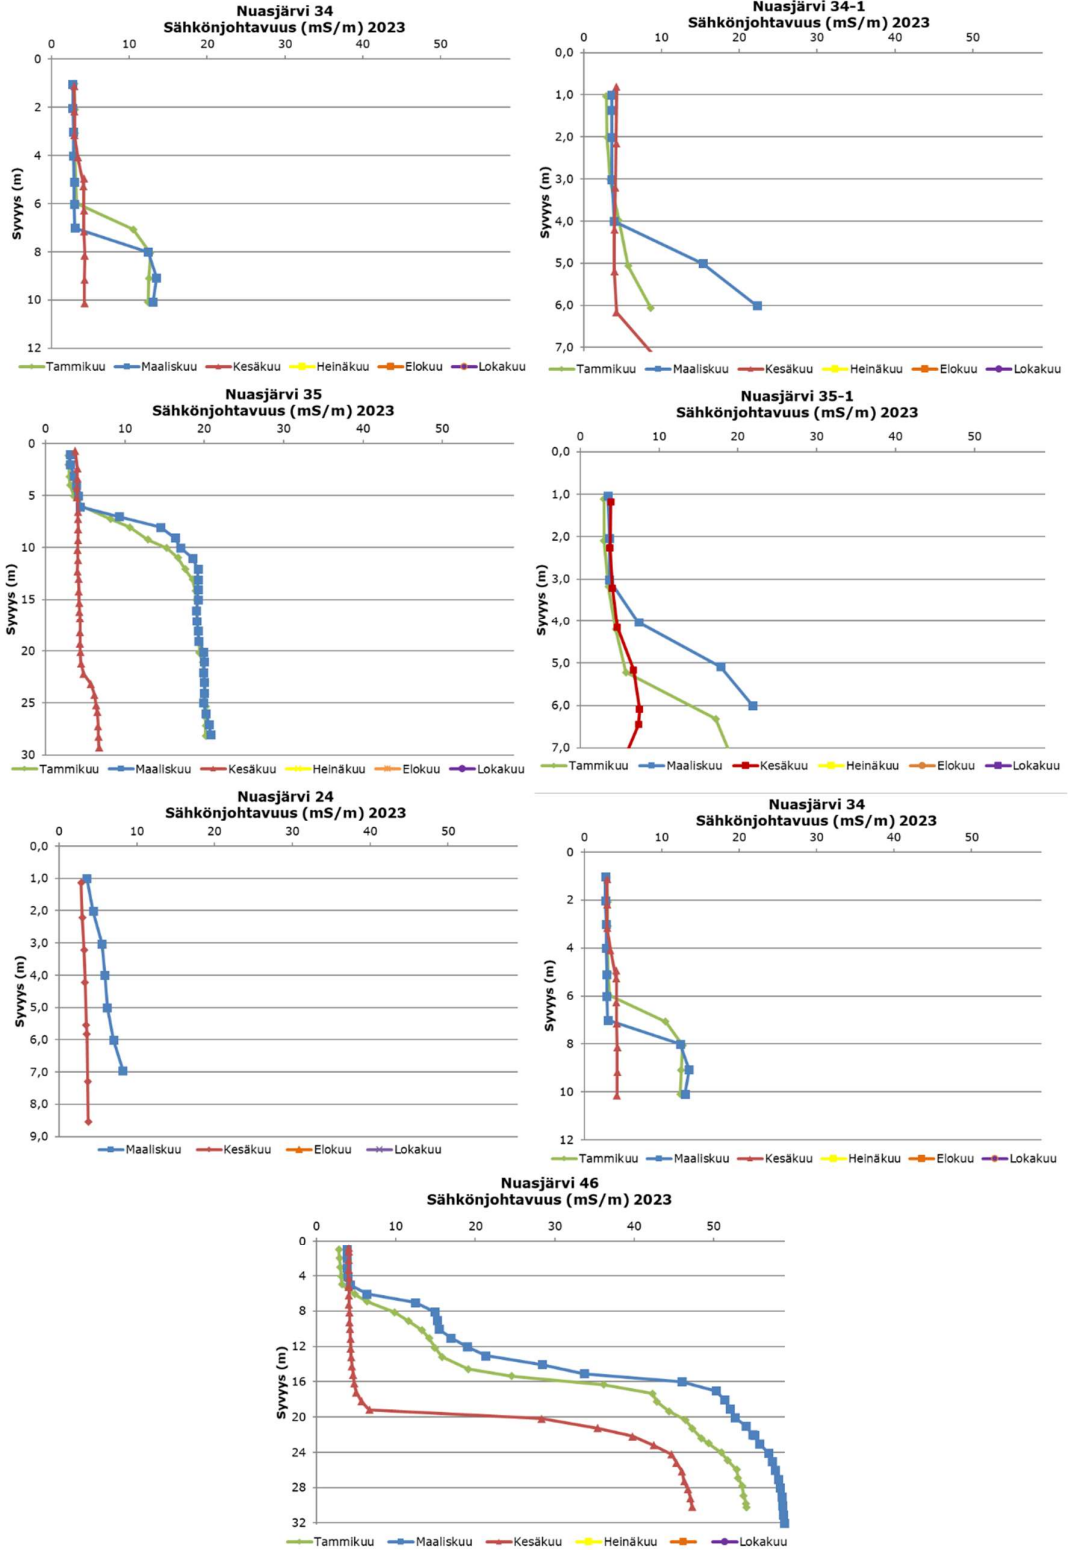 Nuasjärvi 34
Sähkönjohtavuus (mS/m) 2023
0 10 20 30 40 50
0
2
4
6
8
10
12
Syvyys (m)
Tammikuu Maaliskuu Kesäkuu Heinäkuu Elokuu Lokakuu
Nuasjärvi 34-1
Sähkönjohtavuus (mS/m) 2023
0 10 20 30 40 50
0,0
1,0
2,0
3,0
4,0
5,0
6,0
7,0
Syvyys (m)
Tammikuu Maaliskuu Kesäkuu Heinäkuu Elokuu Lokakuu
Nuasjärvi 35
Sähkönjohtavuus (mS/m) 2023
0 10 20 30 40 50
0
5
10
15
20
25
30
Syvyys (m)
Tammikuu Maaliskuu Kesäkuu Heinäkuu Elokuu Lokakuu
Nuasjärvi 35-1
Sähkönjohtavuus (mS/m) 2023
0 10 20 30 40 50
0,0
1,0
2,0
3,0
4,0
5,0
6,0
7,0
Syvyys (m)
Tammikuu Maaliskuu Kesäkuu Heinäkuu Elokuu Lokakuu
Nuasjärvi 24
Sähkönjohtavuus (mS/m) 2023
0 10 20 30 40 50
0,0
1,0
2,0
3,0
4,0
5,0
6,0
7,0
8,0
9,0
Syvyys (m)
Maaliskuu Kesäkuu Elokuu Lokakuu
Nuasjärvi 34
Sähkönjohtavuus (mS/m) 2023
0 10 20 30 40 50
0
2
4
6
8
10
12
Syvyys (m)
Tammikuu Maaliskuu Kesäkuu Heinäkuu Elokuu Lokakuu
Nuasjärvi 46
Sähkönjohtavuus (mS/m) 2023
0 10 20 30 40 50
0
4
8
12
16
20
24
28
32
Syvyys (m)
Tammikuu Maaliskuu Kesäkuu Heinäkuu Lokakuu